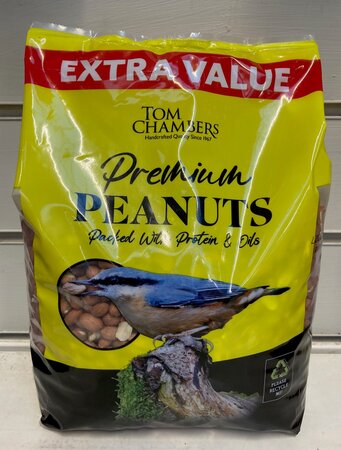 EXTRA VALUE
TOM
CHAMBERS
Handcrafted Quality Since 1967
Premium
PEANUTS
Packed With Protein & Oils
PLEASE
RECYCLE
ME!